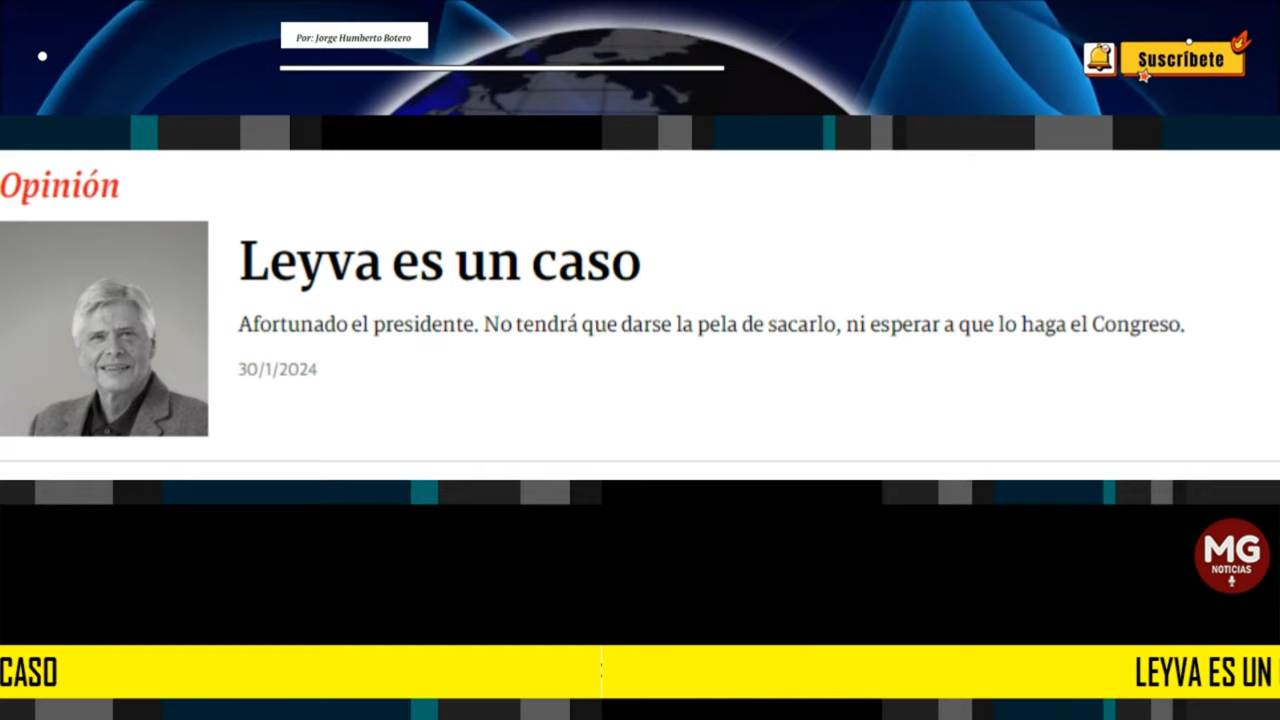 Por: Jorge Humberto Botero
Suscríbete
Opinión
Leyva es un caso
Afortunado el presidente. No tendrá que darse la pela de sacarlo, ni esperar a que lo haga el Congreso.
30/1/2024
MG
NOTICIAS
CASO
LEYVA ES UN